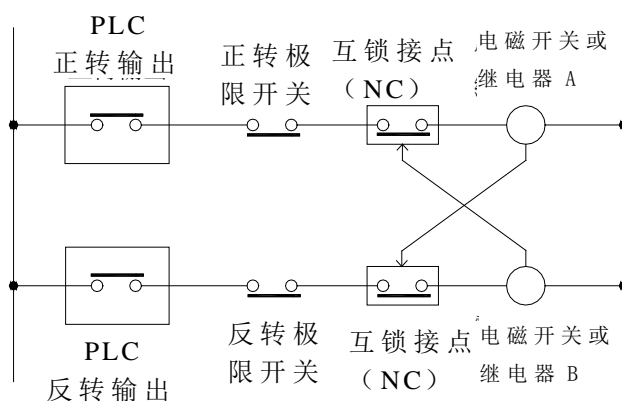 PLC
正转输出
正转极
限开关
互锁接点
（NC）
电磁开关或
继电器 A
PLC
反转输出
反转极
限开关
互锁接点
（NC）
电磁开关或
继电器 B